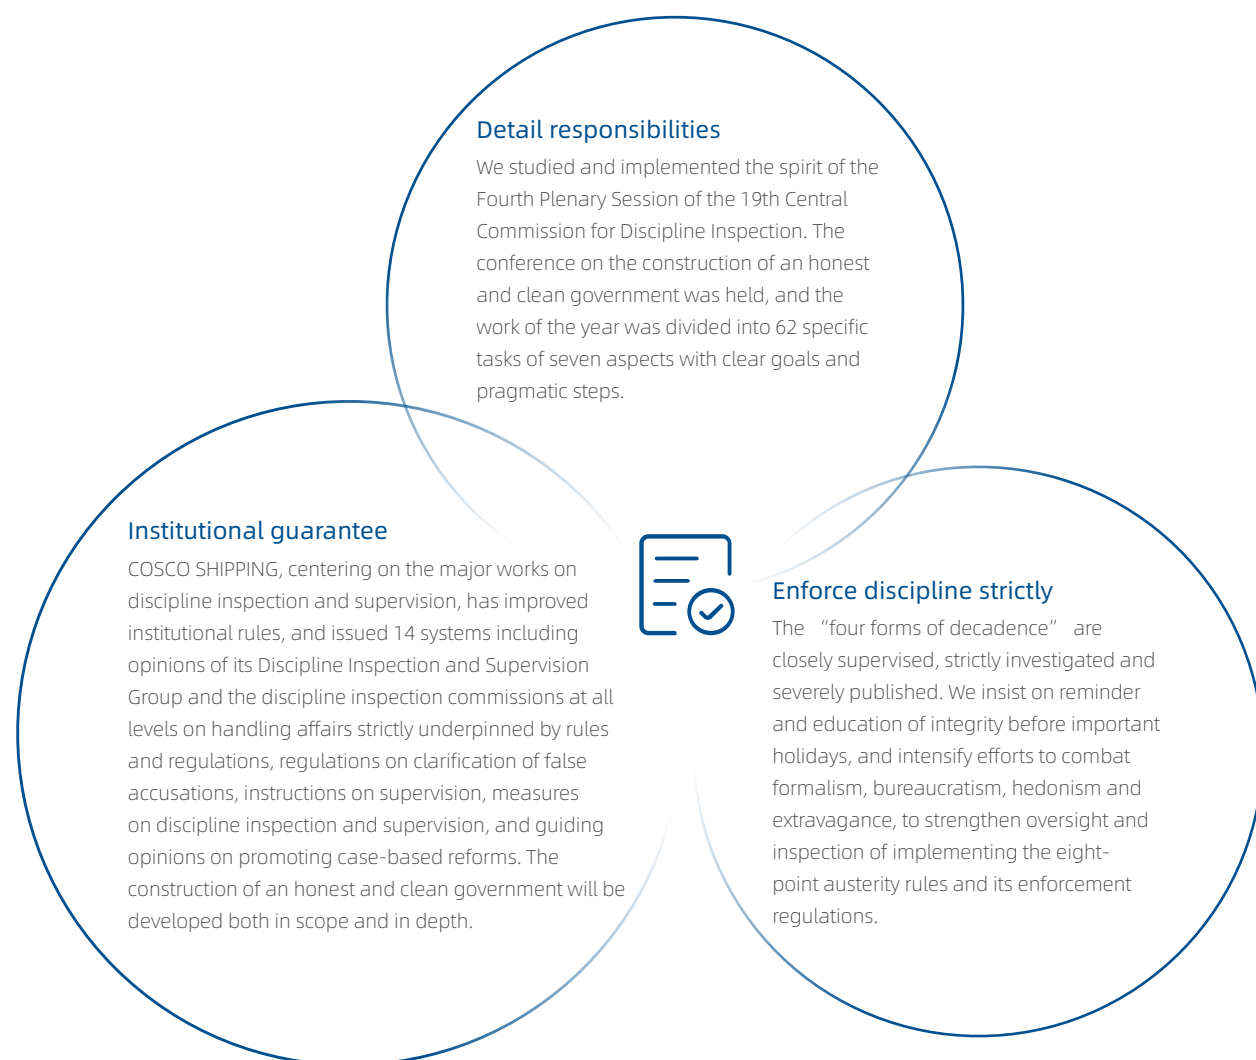 Detail responsibilities
We studied and implemented the spirit of the
Fourth Plenary Session of the 19th Central
Commission for Discipline Inspection. The
conference on the construction of an honest
and clean government was held, and the
work of the year was divided into 62 specific
tasks of seven aspects with clear goals and
pragmatic steps.
Institutional guarantee
COSCO SHIPPING, centering on the major works on
discipline inspection and supervision, has improved
institutional rules, and issued 14 systems including
opinions of its Discipline Inspection and Supervision
Group and the discipline inspection commissions at all
levels on handling affairs strictly underpinned by rules
and regulations, regulations on clarification of false
accusations, instructions on supervision, measures
on discipline inspection and supervision, and guiding
opinions on promoting case-based reforms. The
construction of an honest and clean government will be
developed both in scope and in depth.
Enforce discipline strictly
The “four forms of decadence” are
closely supervised, strictly investigated and
severely published. We insist on reminder
and education of integrity before important
holidays, and intensify efforts to combat
formalism, bureaucratism, hedonism and
extravagance, to strengthen oversight and
inspection of implementing the eight-
point austerity rules and its enforcement
regulations.